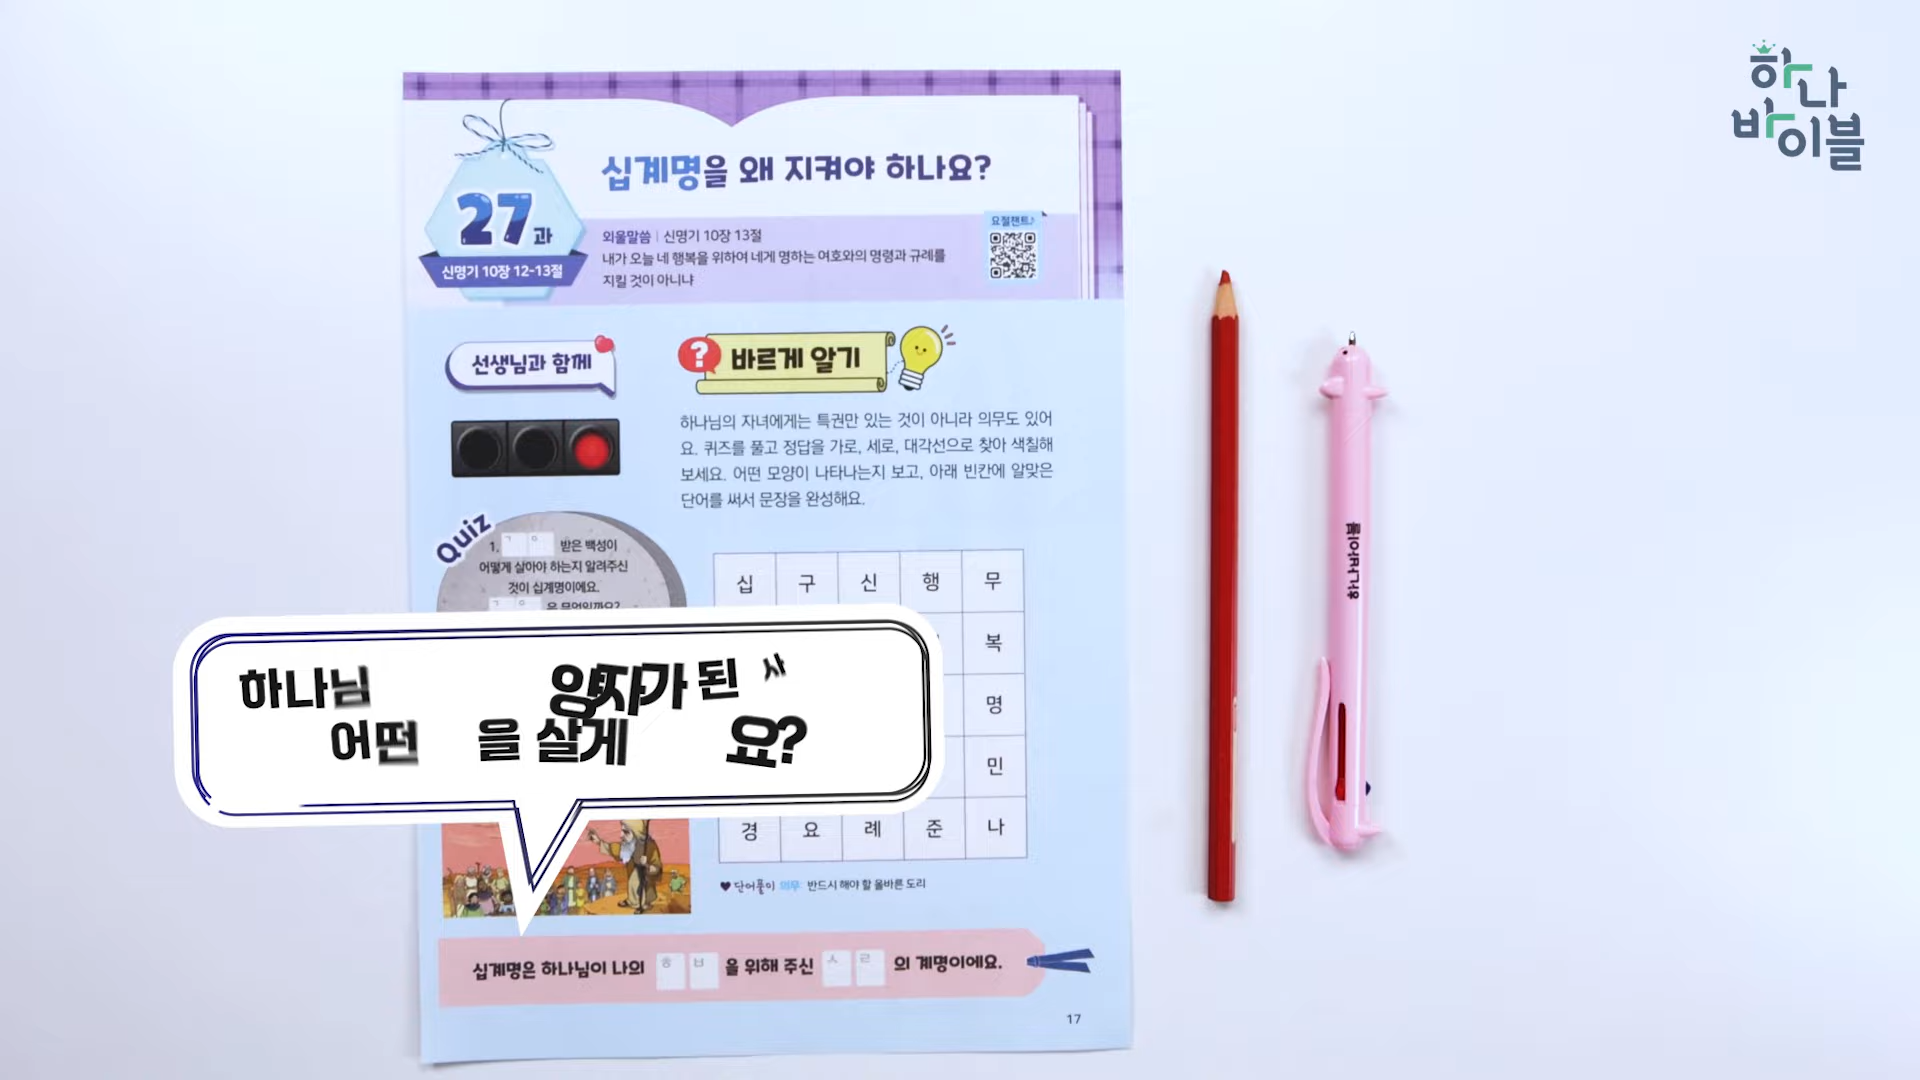 하나
바이블
십계명을 왜 지켜야 하나요?
27과
신명기 10장 12-13절
외울말씀 | 신명기 10장 13절
내가 오늘 네 행복을 위하여 네게 명하는 여호와의 명령과 규례를
지킬 것이 아니냐
요절챈트♪
선생님과 함께
? 바르게 알기
하나님의 자녀에게는 특권만 있는 것이 아니라 의무도 있어
요. 퀴즈를 풀고 정답을 가로, 세로, 대각선으로 찾아 색칠해
보세요. 어떤 모양이 나타나는지 보고, 아래 빈칸에 알맞은
단어를 써서 문장을 완성해요.
Quiz
1. ㄱ ㅇ 받은 백성이
어떻게 살아야 하는지 알려주신
것이 십계명이에요.
ㄱ ㅇ 은 무엇일까요?
십 구 신 행 무
복
명
민
경 요 례 준 나
하나님 양자가 된
어떤 을 살게 요?
♥ 단어풀이 의무 반드시 해야 할 올바른 도리
십계명은 하나님이 나의 ㅎ ㅂ 을 위해 주신 ㅅ ㄹ 의 계명이에요.
17